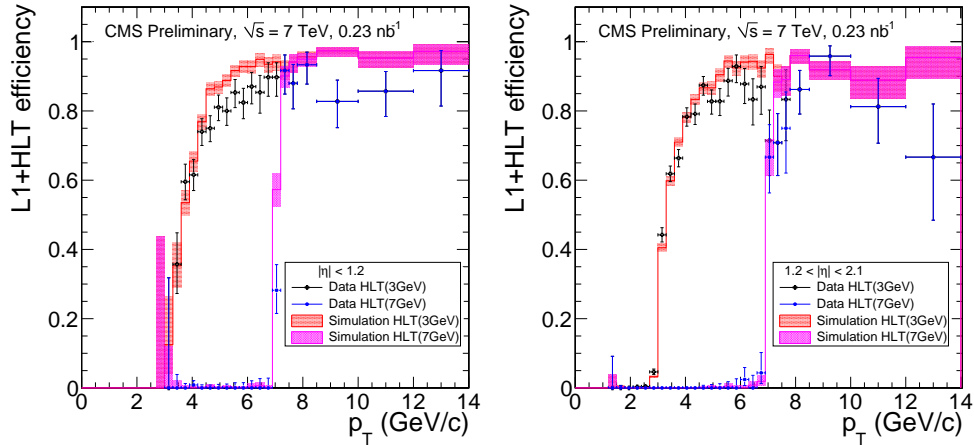 CMS Preliminary, √s = 7 TeV, 0.23 nb⁻¹
L1+HLT efficiency
1
0.8
0.6
0.4
0.2
0
|η| < 1.2
Data HLT(3GeV)
Data HLT(7GeV)
Simulation HLT(3GeV)
Simulation HLT(7GeV)
0 2 4 6 8 10 12 14
p_T (GeV/c)
CMS Preliminary, √s = 7 TeV, 0.23 nb⁻¹
L1+HLT efficiency
1
0.8
0.6
0.4
0.2
0
1.2 < |η| < 2.1
Data HLT(3GeV)
Data HLT(7GeV)
Simulation HLT(3GeV)
Simulation HLT(7GeV)
0 2 4 6 8 10 12 14
p_T (GeV/c)